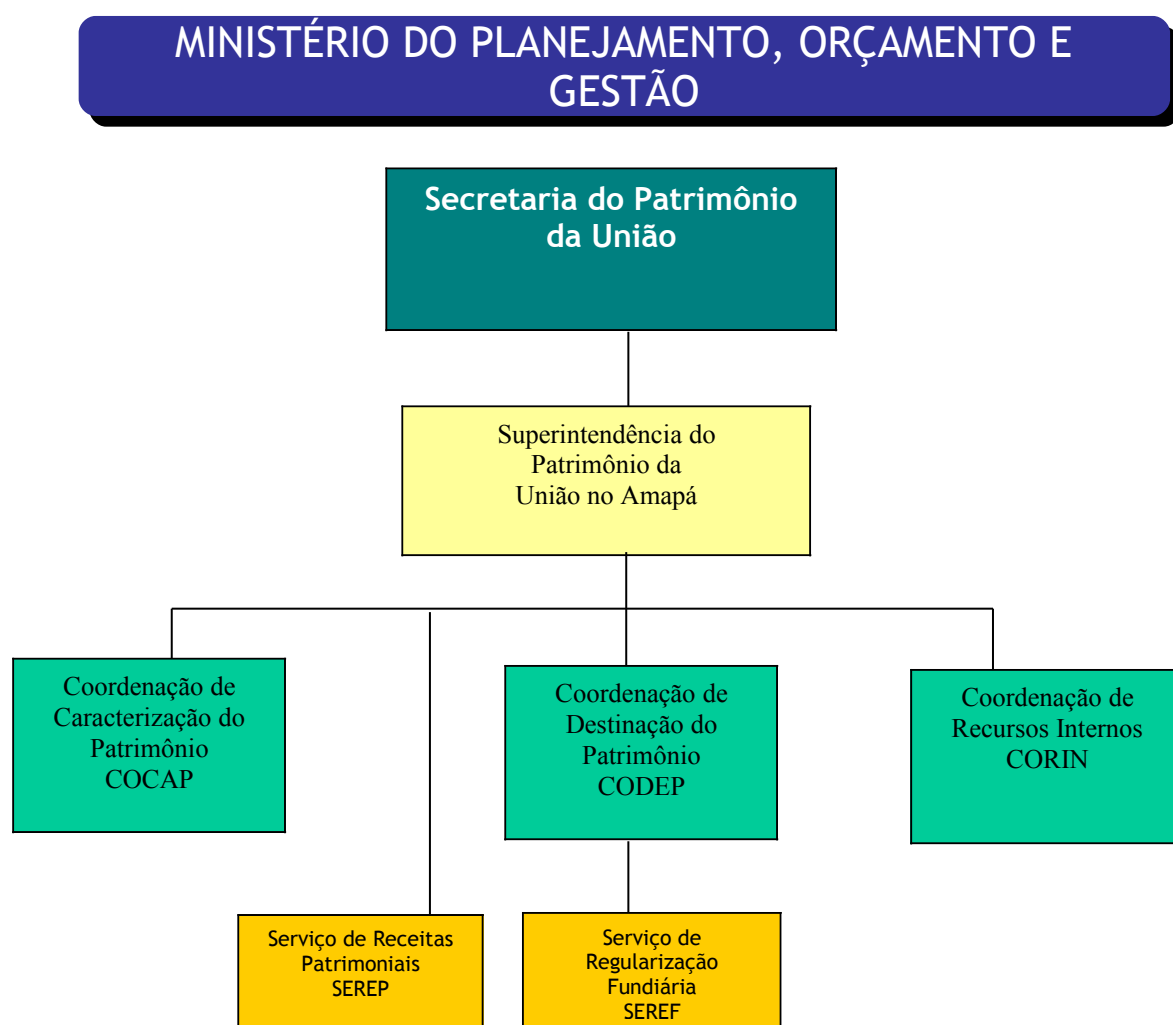 MINISTÉRIO DO PLANEJAMENTO, ORÇAMENTO E
GESTÃO
Secretaria do Patrimônio
da União
Superintendência do
Patrimônio da
União no Amapá
Coordenação de
Caracterização do
Patrimônio
COCAP
Coordenação de
Destinação do
Patrimônio
CODEP
Coordenação de
Recursos Internos
CORIN
Serviço de Receitas
Patrimoniais
SEREP
Serviço de
Regularização
Fundiária
SEREF